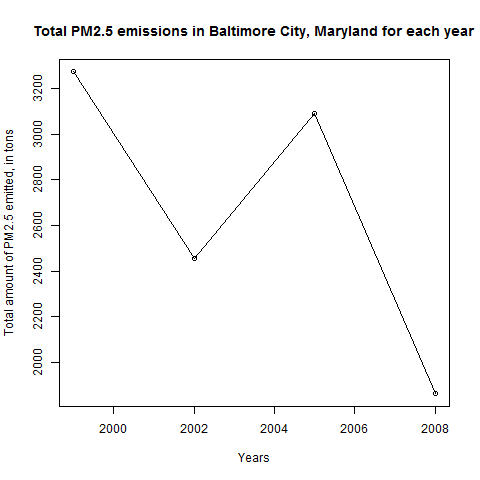 Total PM2.5 emissions in Baltimore City, Maryland for each year
Total amount of PM2.5 emitted, in tons
3200
3000
2800
2600
2400
2200
2000
2000 2002 2004 2006 2008
Years